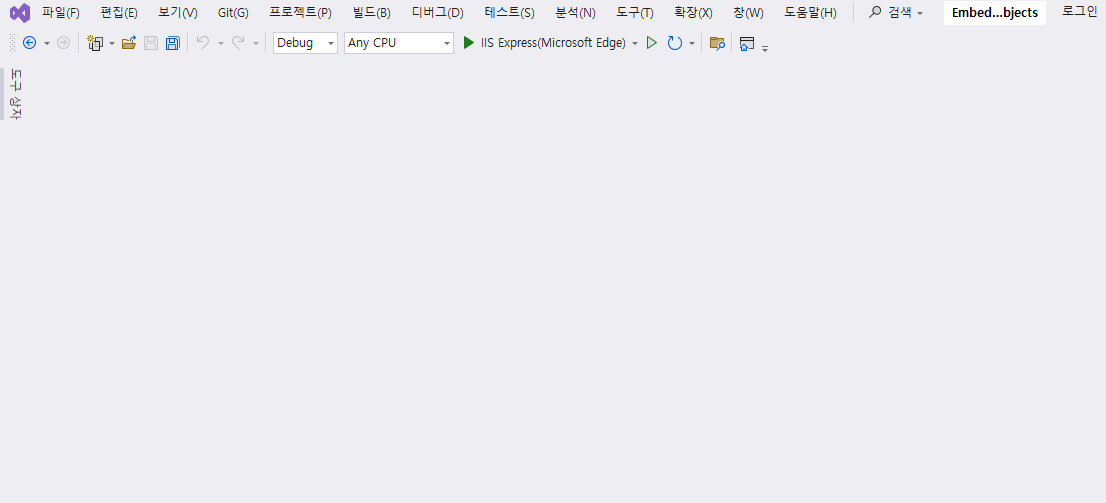 파일(F) 편집(E) 보기(V) Git(G) 프로젝트(P) 빌드(B) 디버그(D) 테스트(S) 분석(N) 도구(T) 확장(X) 창(W) 도움말(H) 검색 Embed...bjects 로그인
Debug Any CPU IIS Express(Microsoft Edge)
도구 상자